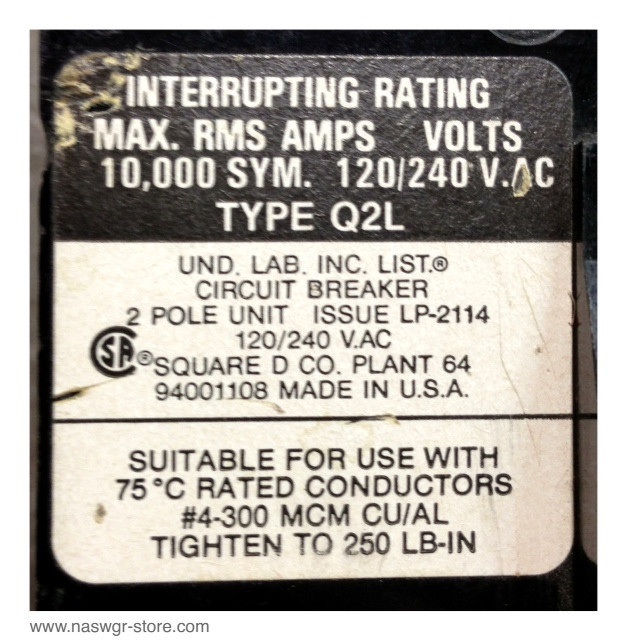 INTERRUPTING RATING
MAX. RMS AMPS VOLTS
10,000 SYM. 120/240 V.AC
TYPE Q2L
UND. LAB. INC. LIST.®
CIRCUIT BREAKER
2 POLE UNIT ISSUE LP-2114
120/240 V.AC
SA ®SQUARE D CO. PLANT 64
94001108 MADE IN U.S.A.
SUITABLE FOR USE WITH
75°C RATED CONDUCTORS
#4-300 MCM CU/AL
TIGHTEN TO 250 LB-IN
www.naswgr-store.com